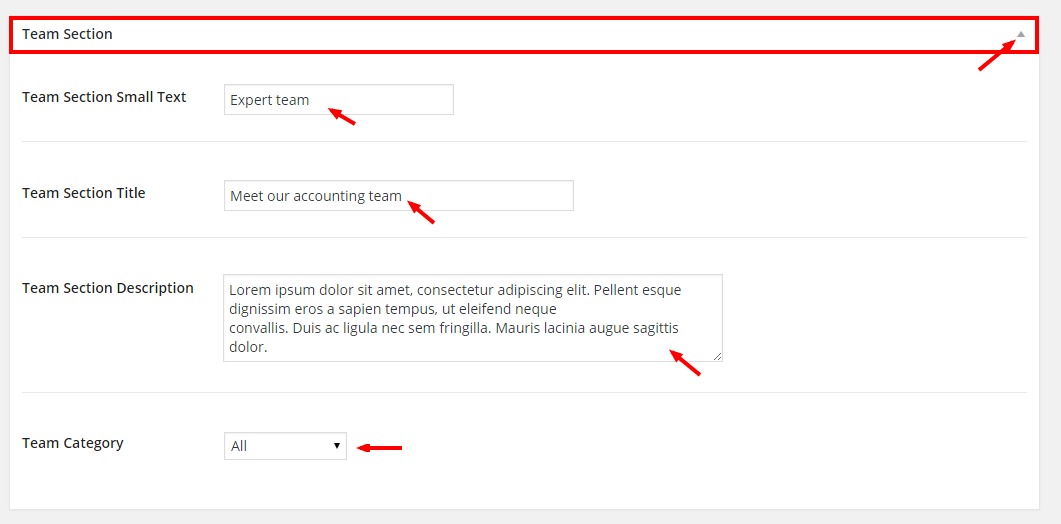 Team Section
Team Section Small Text
Expert team
Team Section Title
Meet our accounting team
Team Section Description
Lorem ipsum dolor sit amet, consectetur adipiscing elit. Pellent esque
dignissim eros a sapien tempus, ut eleifend neque
convallis. Duis ac ligula nec sem fringilla. Mauris lacinia augue sagittis
dolor.
Team Category
All